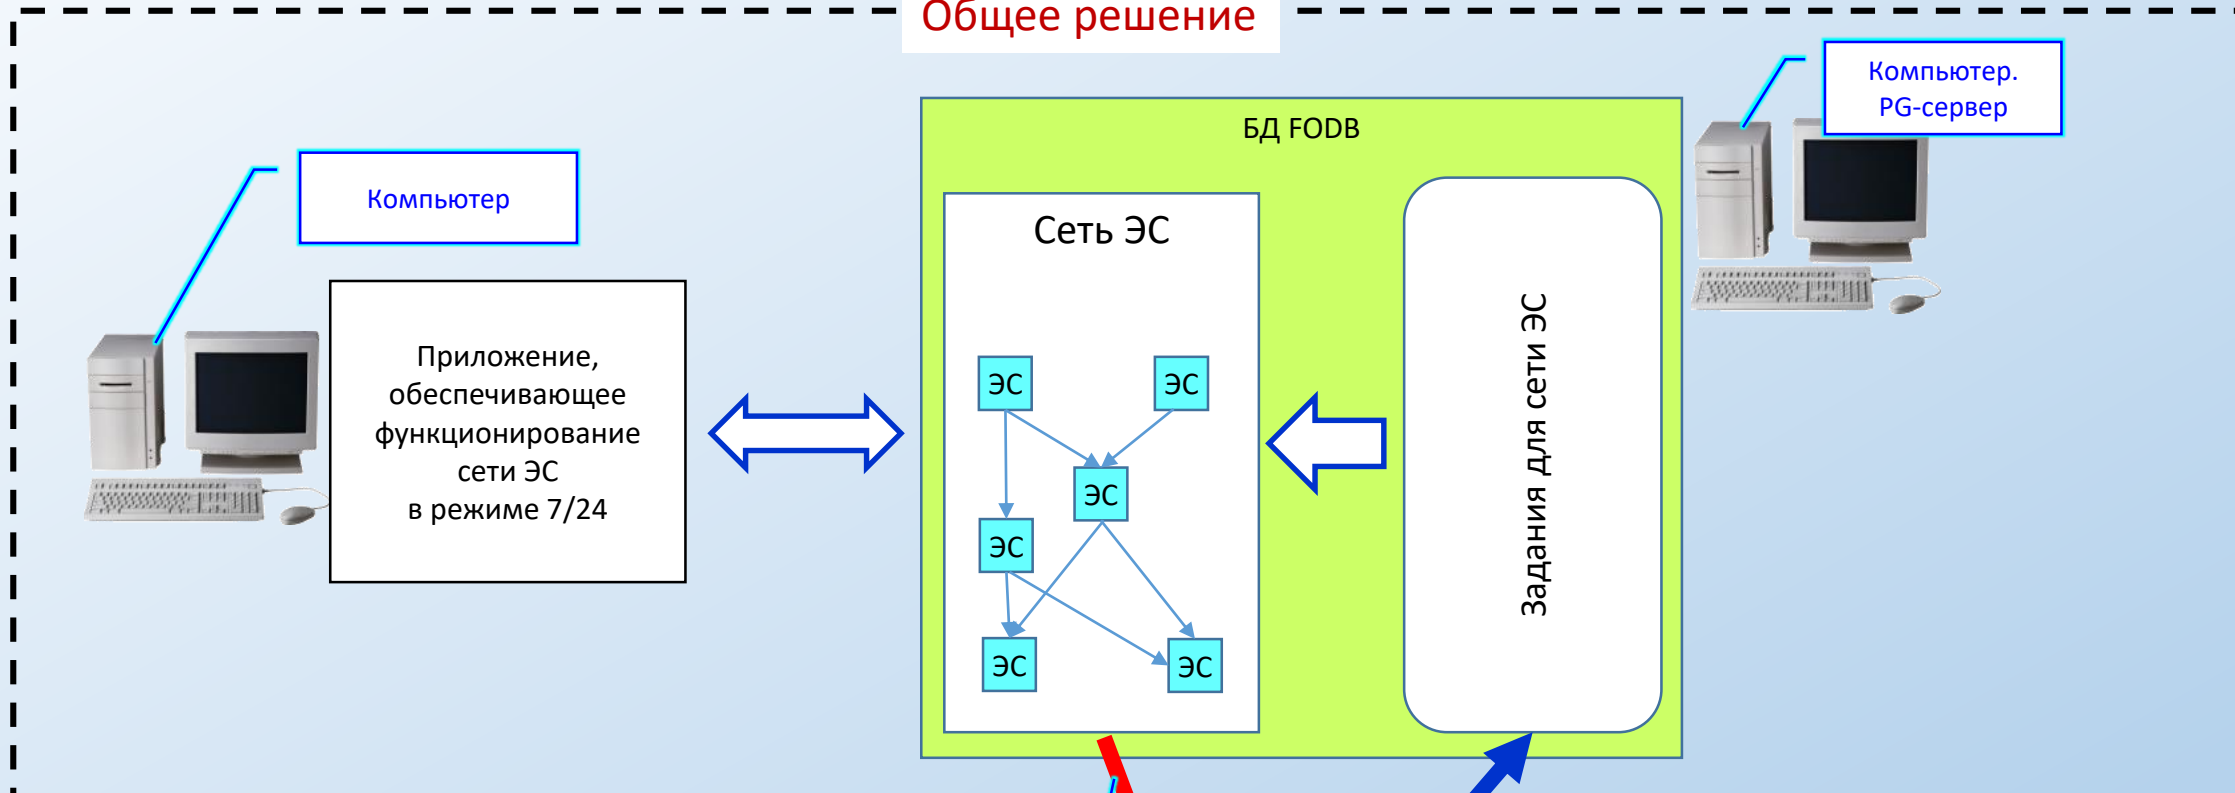 Общее решение
Компьютер.
PG-сервер
БД FODB
Компьютер
Сеть ЭС
Приложение,
обеспечивающее
функционирование
сети ЭС
в режиме 7/24
ЭС
ЭС
ЭС
ЭС
ЭС
ЭС
Задания для сети ЭС